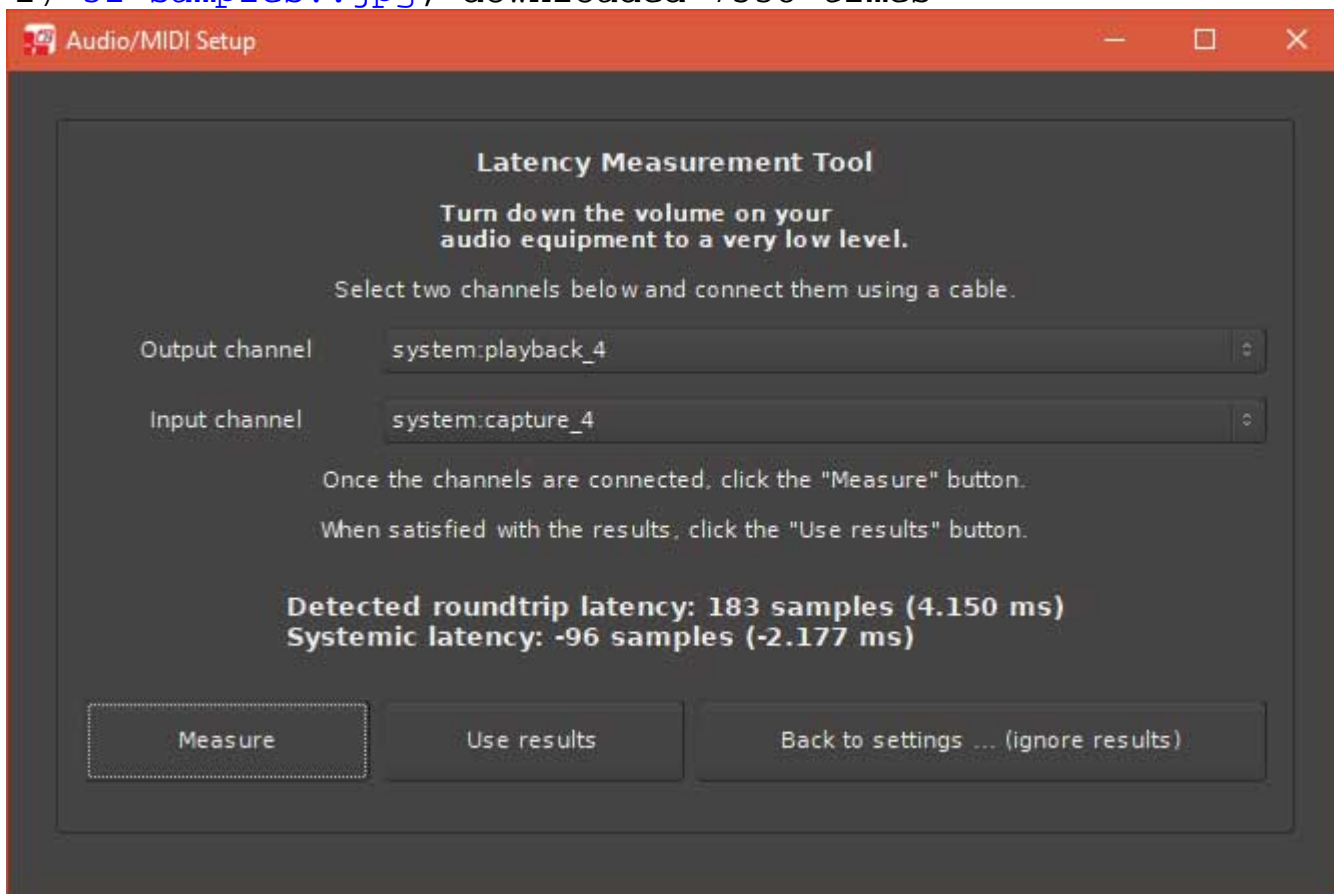 Audio/MIDI Setup
Latency Measurement Tool
Turn down the volume on your
audio equipment to a very low level.
Select two channels below and connect them using a cable.
Output channel system:playback_4
Input channel system:capture_4
Once the channels are connected, click the "Measure" button.
When satisfied with the results, click the "Use results" button.
Detected roundtrip latency: 183 samples (4.150 ms)
Systemic latency: -96 samples (-2.177 ms)
Measure Use results Back to settings ... (ignore results)